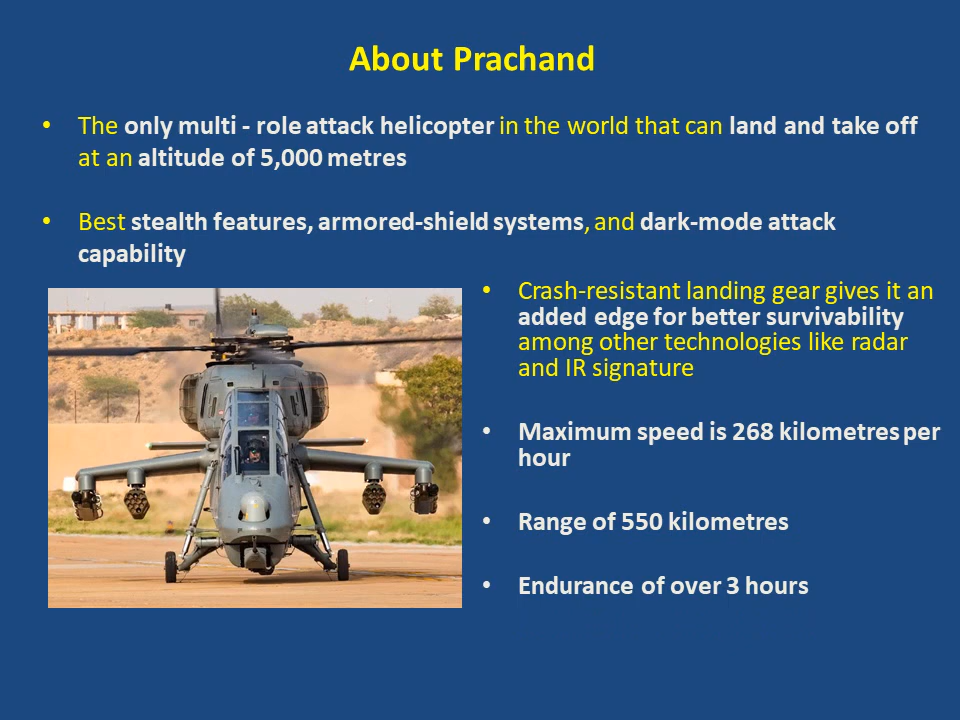 About Prachand
• The only multi - role attack helicopter in the world that can land and take off
at an altitude of 5,000 metres
• Best stealth features, armored-shield systems, and dark-mode attack
capability
• Crash-resistant landing gear gives it an
added edge for better survivability
among other technologies like radar
and IR signature
• Maximum speed is 268 kilometres per
hour
• Range of 550 kilometres
• Endurance of over 3 hours